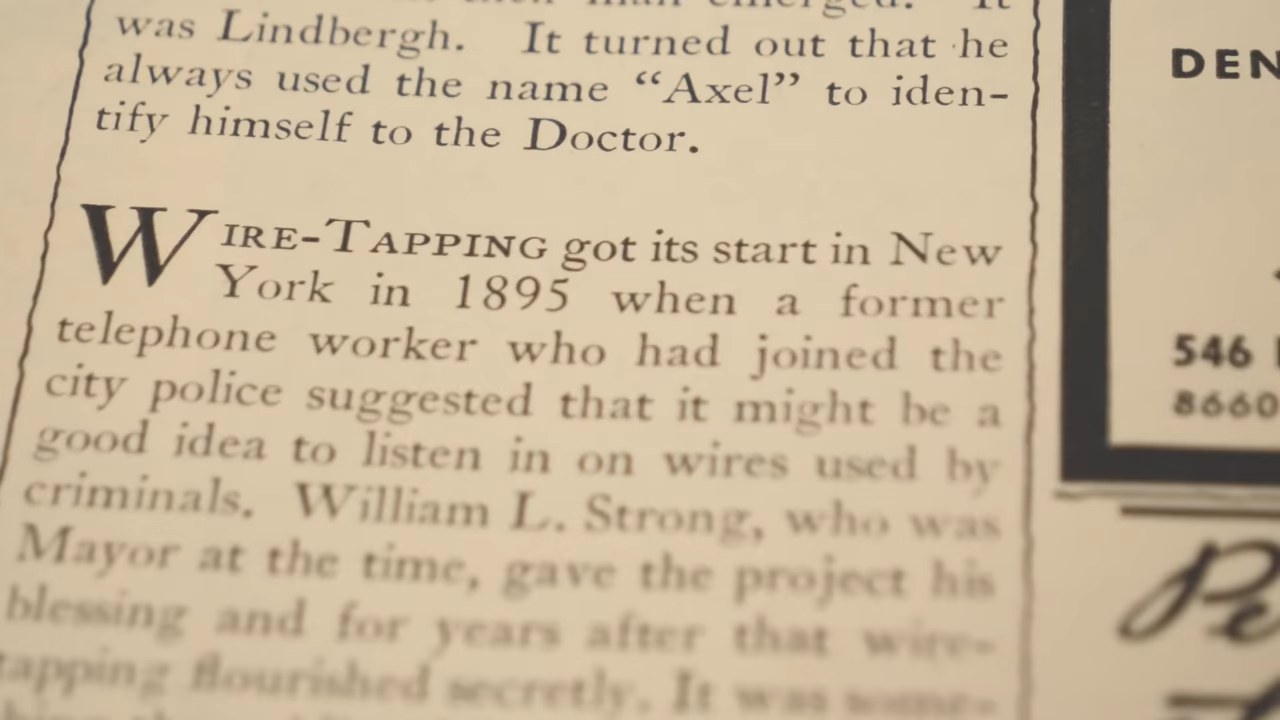 was Lindbergh. It turned out that he
always used the name “Axel” to iden-
tify himself to the Doctor.
WIRE-TAPPING got its start in New
York in 1895 when a former
telephone worker who had joined the
city police suggested that it might be a
good idea to listen in on wires used by
criminals. William L. Strong, who was
Mayor at the time, gave the project his
blessing and for years after that wire-
tapping flourished secretly. It was some-
DEN
546
8660
Pe